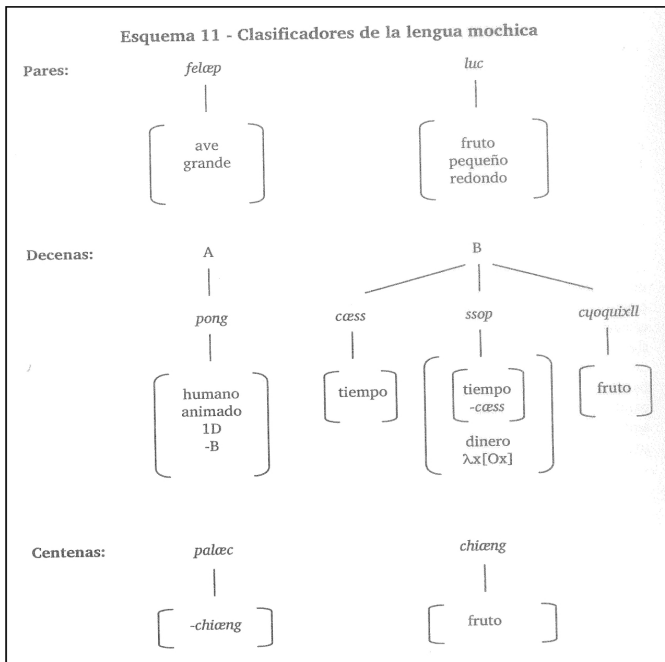 Esquema 11 - Clasificadores de la lengua mochica
Pares: felæp luc
ave
grande
fruto
pequeño
redondo
Decenas: A B
pong cæss ssop cɥoquixll
humano
animado
1D
-B
tiempo
tiempo
-cæss
dinero
λx[Ox]
fruto
Centenas: palæc chiæng
-chiæng fruto